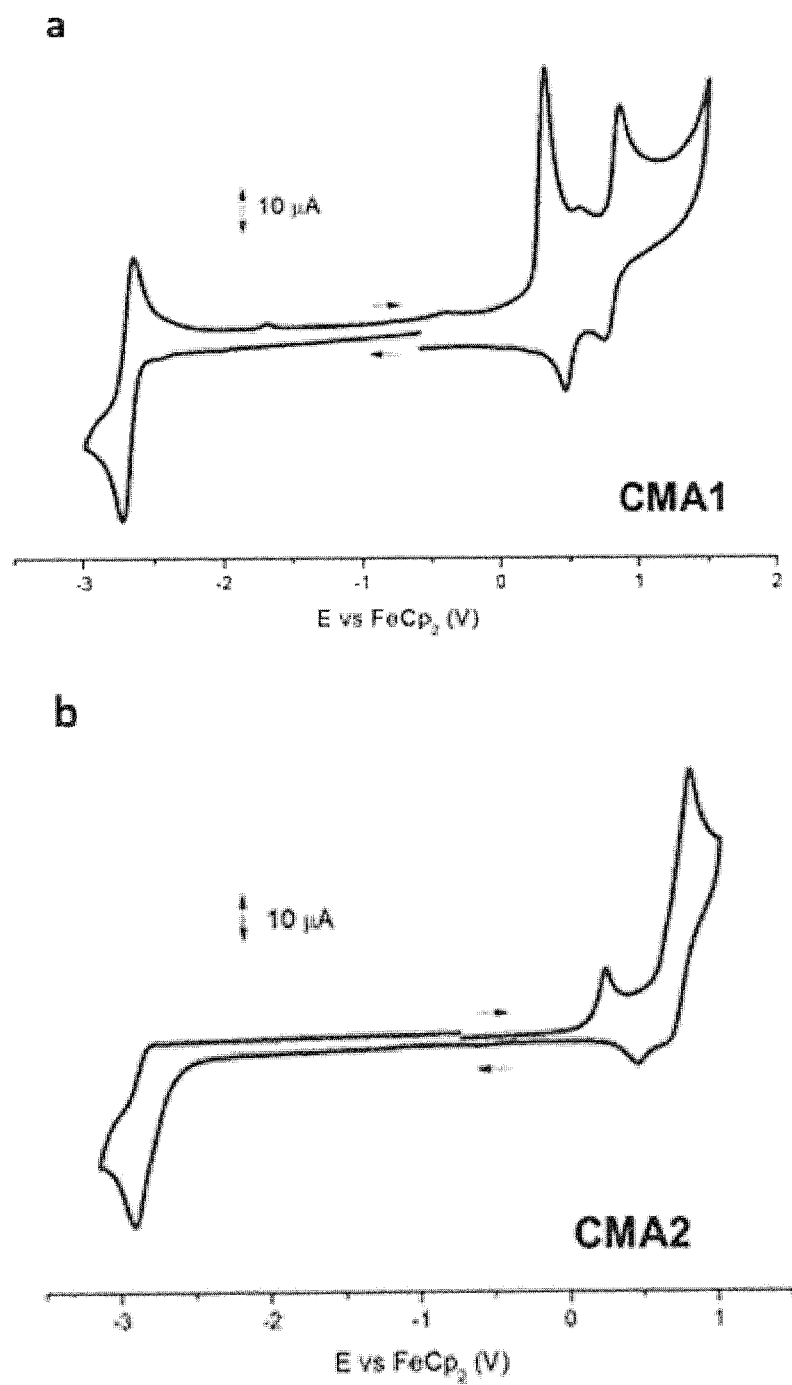 a
10 μA
CMA1
-3 -2 -1 0 1 2
E vs FeCp₂ (V)
b
10 μA
CMA2
-3 -2 -1 0 1
E vs FeCp₂ (V)